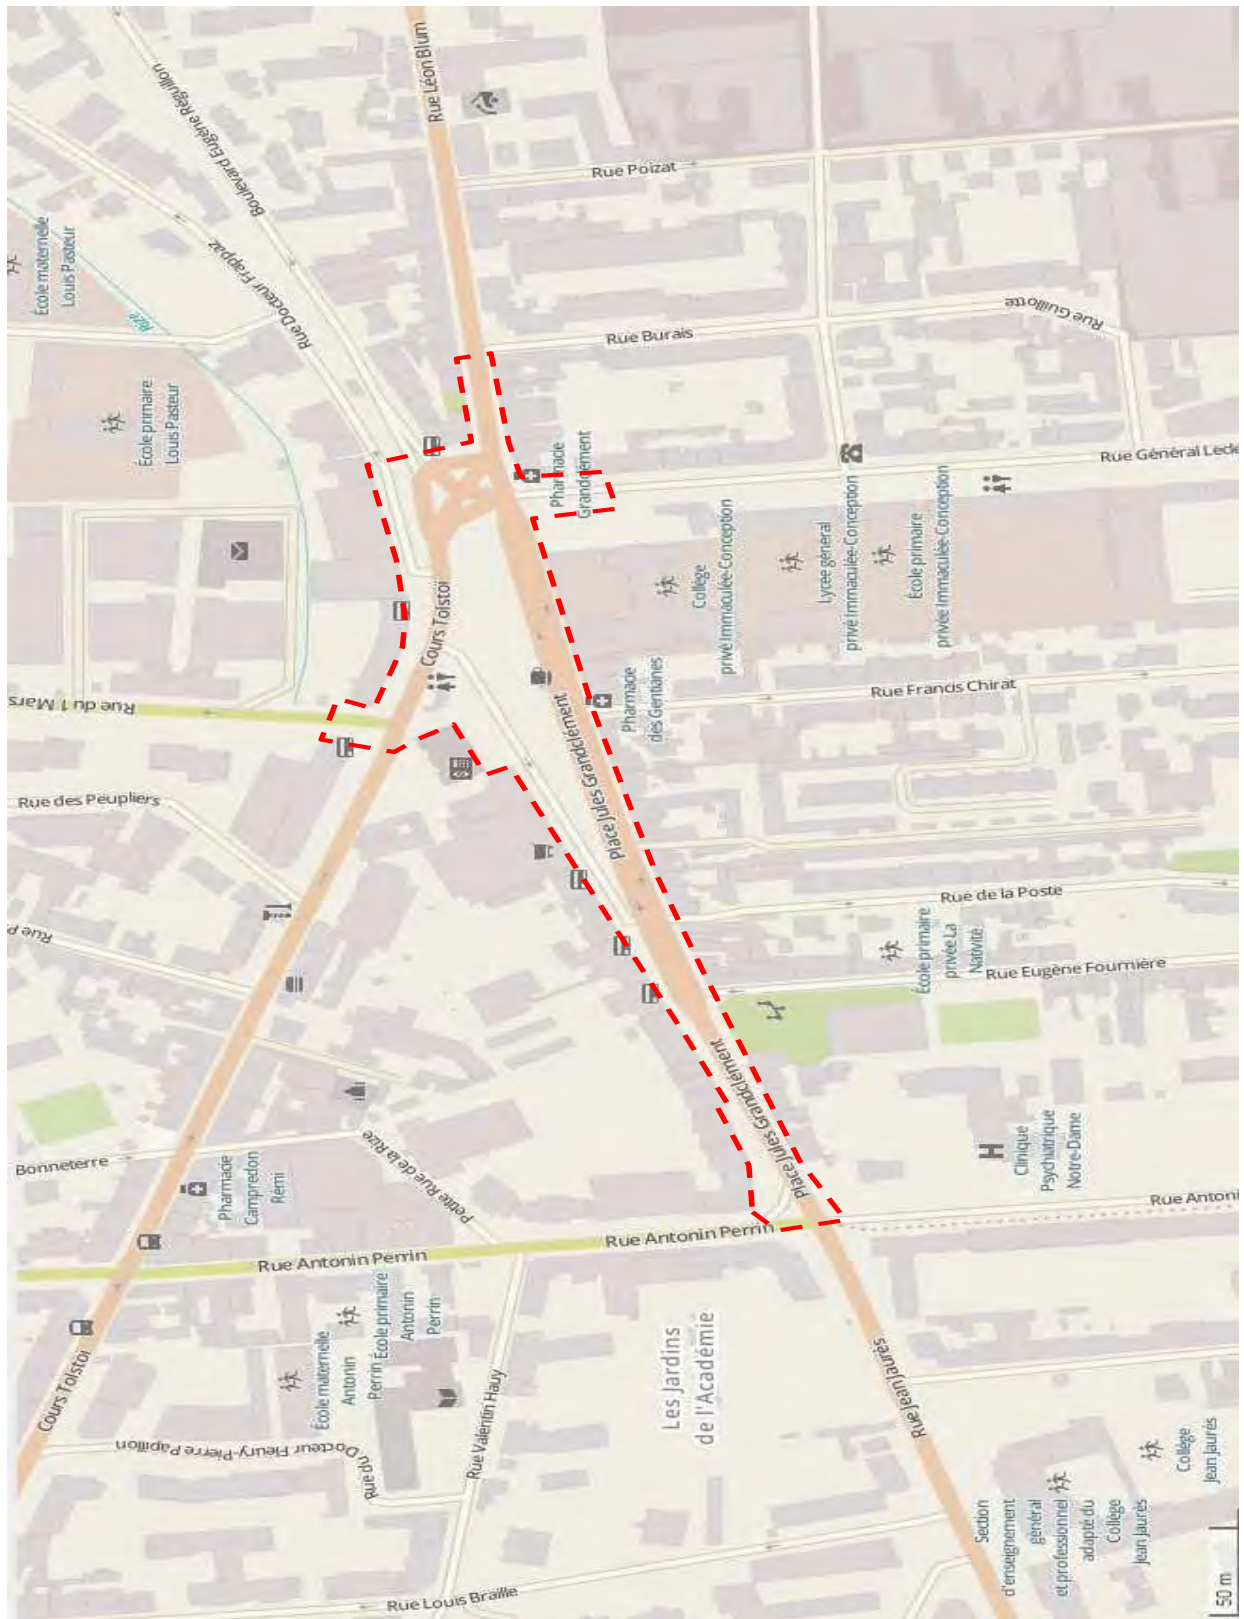 Rue Léon Blum
Boulevard Eugène Réguillon
Rue Docteur Frappaz
École maternelle
Louis Pasteur
Rize
Rue Poizat
École primaire
Louis Pasteur
Rue Burais
Rue Guillotte
Pharmacie
Grandclément
Rue Général Lecle
Collège
privé Immaculée-Conception
Lycée général
privé Immaculée-Conception
École primaire
privée Immaculée-Conception
Cours Tolstoï
Rue du 1 Mars
Place Jules Grandclément
Pharmacie
des Gentianes
Rue Francis Chirat
Rue des Peupliers
Rue P
Rue de la Poste
École primaire
privée La
Nativité
Rue Eugène Fournière
Place Jules Grandclément
Bonneterre
Petite Rue de la Rize
Pharmacie
Campredon
Rémi
Clinique
Psychiatrique
Notre-Dame
Rue Antonin Perrin
Rue Antonin Perrin
Rue Antoni
Cours Tolstoï
École maternelle
Antonin
Perrin
École primaire
Antonin
Perrin
Les Jardins
de l'Académie
Rue Jean Jaurès
Rue Valentin Hauy
Rue du Docteur Fleury-Pierre Papillon
Collège
Jean Jaurès
Section
d'enseignement
général
et professionnel
adapté du
Collège
Jean Jaurès
Rue Louis Braille
50 m